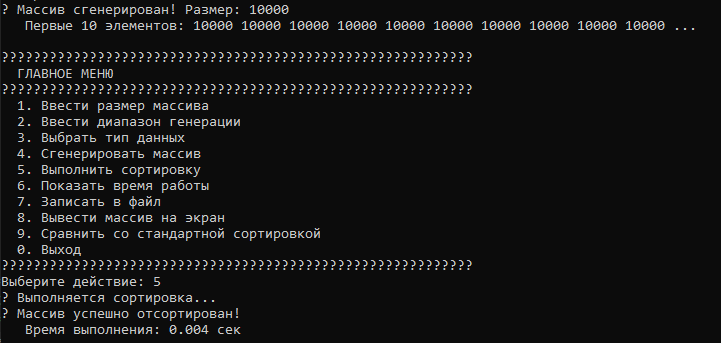 ? Массив сгенерирован! Размер: 10000
Первые 10 элементов: 10000 10000 10000 10000 10000 10000 10000 10000 10000 10000 ...
???????????????????????????????????????????????????????????
ГЛАВНОЕ МЕНЮ
???????????????????????????????????????????????????????????
1. Ввести размер массива
2. Ввести диапазон генерации
3. Выбрать тип данных
4. Сгенерировать массив
5. Выполнить сортировку
6. Показать время работы
7. Записать в файл
8. Вывести массив на экран
9. Сравнить со стандартной сортировкой
0. Выход
???????????????????????????????????????????????????????????
Выберите действие: 5
? Выполняется сортировка...
? Массив успешно отсортирован!
Время выполнения: 0.004 сек